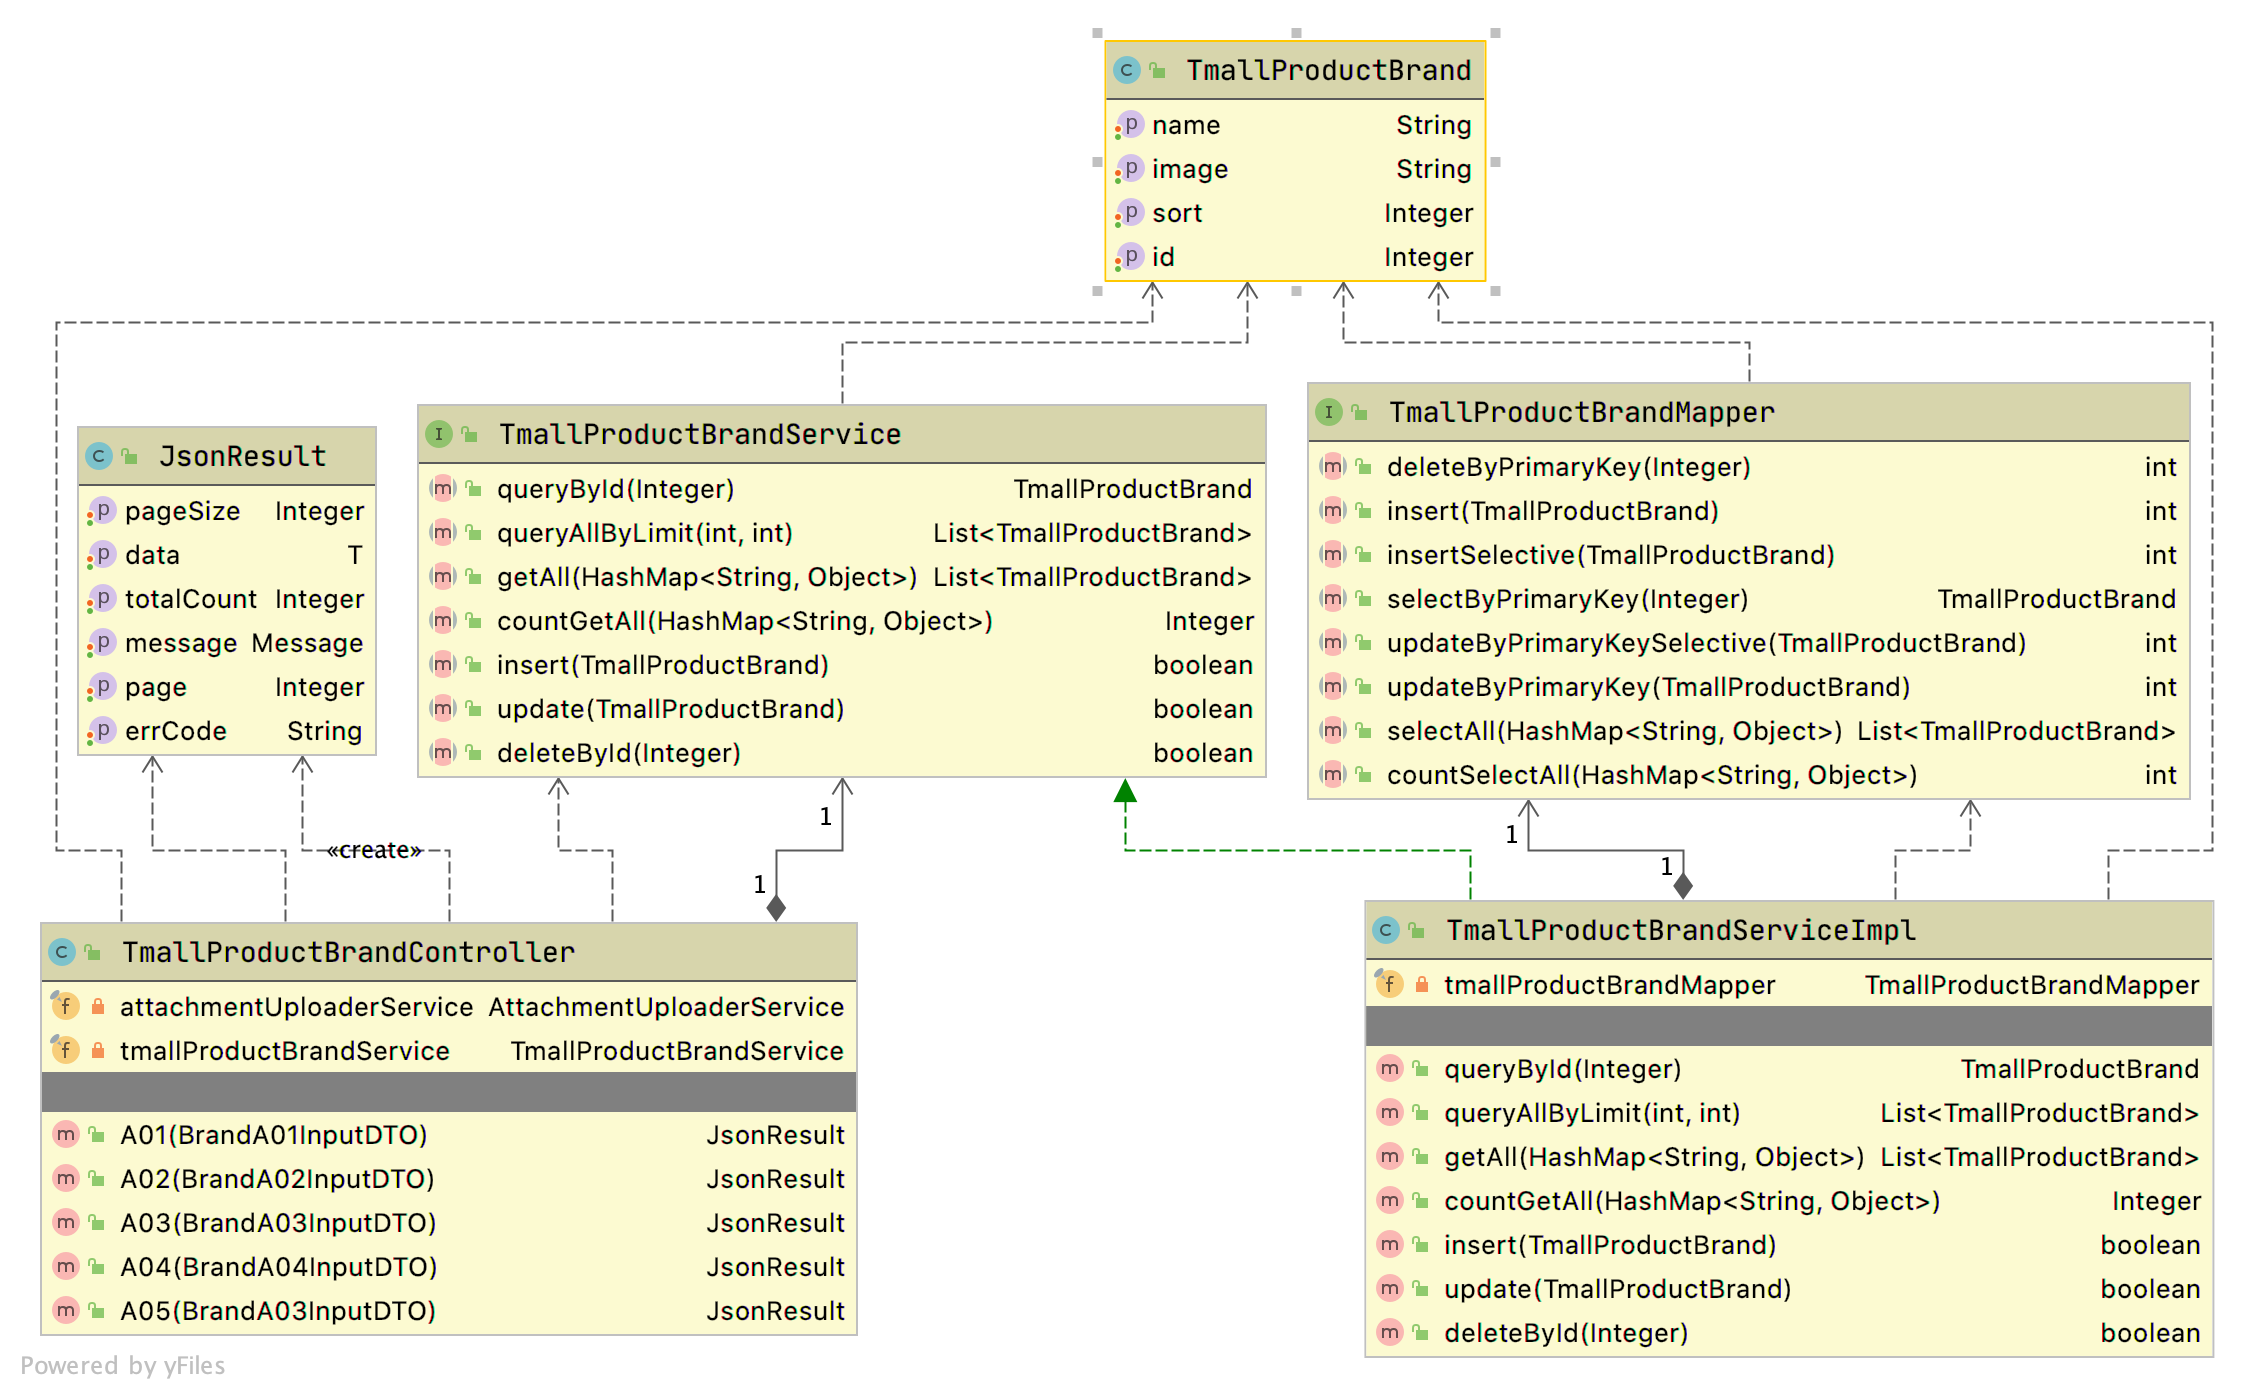 TmallProductBrand
name String
image String
sort Integer
id Integer
JsonResult
pageSize Integer
data T
totalCount Integer
message Message
page Integer
errCode String
TmallProductBrandService
queryById(Integer) TmallProductBrand
queryAllByLimit(int, int) List<TmallProductBrand>
getAll(HashMap<String, Object>) List<TmallProductBrand>
countGetAll(HashMap<String, Object>) Integer
insert(TmallProductBrand) boolean
update(TmallProductBrand) boolean
deleteById(Integer) boolean
TmallProductBrandMapper
deleteByPrimaryKey(Integer) int
insert(TmallProductBrand) int
insertSelective(TmallProductBrand) int
selectByPrimaryKey(Integer) TmallProductBrand
updateByPrimaryKeySelective(TmallProductBrand) int
updateByPrimaryKey(TmallProductBrand) int
selectAll(HashMap<String, Object>) List<TmallProductBrand>
countSelectAll(HashMap<String, Object>) int
«create»
1
1
1
1
TmallProductBrandController
attachmentUploaderService AttachmentUploaderService
tmallProductBrandService TmallProductBrandService
A01(BrandA01InputDTO) JsonResult
A02(BrandA02InputDTO) JsonResult
A03(BrandA03InputDTO) JsonResult
A04(BrandA04InputDTO) JsonResult
A05(BrandA03InputDTO) JsonResult
TmallProductBrandServiceImpl
tmallProductBrandMapper TmallProductBrandMapper
queryById(Integer) TmallProductBrand
queryAllByLimit(int, int) List<TmallProductBrand>
getAll(HashMap<String, Object>) List<TmallProductBrand>
countGetAll(HashMap<String, Object>) Integer
insert(TmallProductBrand) boolean
update(TmallProductBrand) boolean
deleteById(Integer) boolean
Powered by yFiles